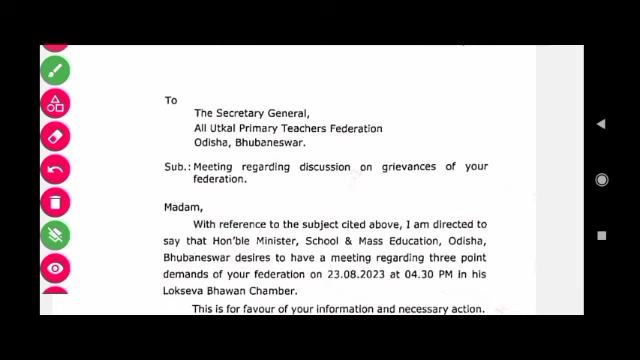 To
The Secretary General,
All Utkal Primary Teachers Federation
Odisha, Bhubaneswar.
Sub.: Meeting regarding discussion on grievances of your
federation.
Madam,
With reference to the subject cited above, I am directed to
say that Hon'ble Minister, School & Mass Education, Odisha,
Bhubaneswar desires to have a meeting regarding three point
demands of your federation on 23.08.2023 at 04.30 PM in his
Lokseva Bhawan Chamber.
This is for favour of your information and necessary action.